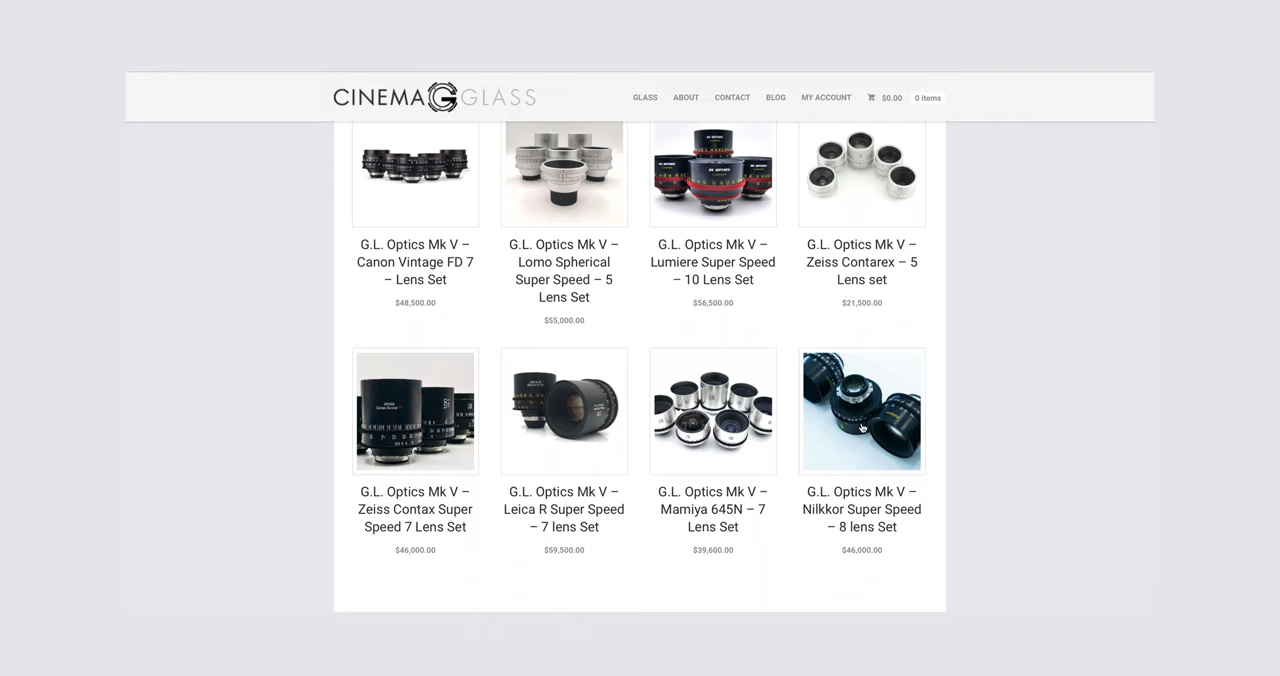 CINEMA G GLASS
GLASS ABOUT CONTACT BLOG MY ACCOUNT $0.00 0 items
G.L. Optics Mk V –
Canon Vintage FD 7
– Lens Set
$48,500.00
G.L. Optics Mk V –
Lomo Spherical
Super Speed – 5
Lens Set
$55,000.00
G.L. Optics Mk V –
Lumiere Super Speed
– 10 Lens Set
$56,500.00
G.L. Optics Mk V –
Zeiss Contarex – 5
Lens set
$21,500.00
G.L. Optics Mk V –
Zeiss Contax Super
Speed 7 Lens Set
$46,000.00
G.L. Optics Mk V –
Leica R Super Speed
– 7 lens Set
$59,500.00
G.L. Optics Mk V –
Mamiya 645N – 7
Lens Set
$39,600.00
G.L. Optics Mk V –
Nilkkor Super Speed
– 8 lens Set
$46,000.00